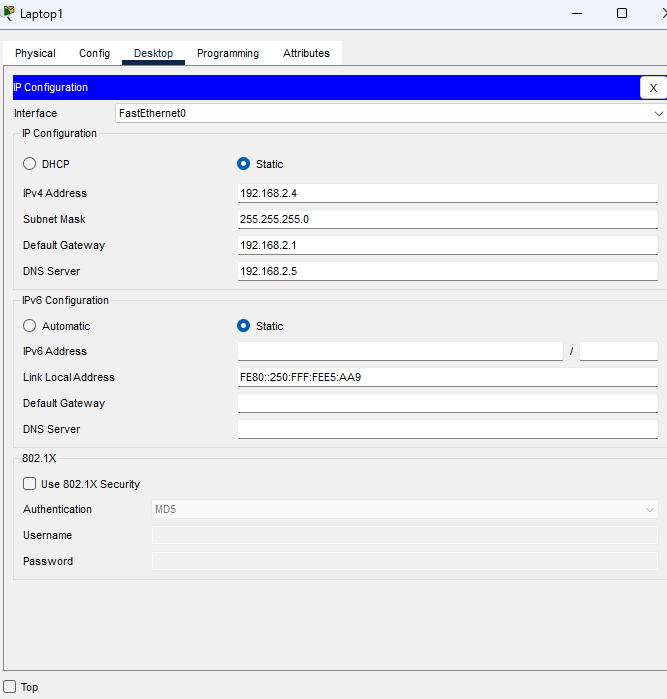 Laptop1
Physical Config Desktop Programming Attributes
IP Configuration X
Interface FastEthernet0
IP Configuration
DHCP Static
IPv4 Address 192.168.2.4
Subnet Mask 255.255.255.0
Default Gateway 192.168.2.1
DNS Server 192.168.2.5
IPv6 Configuration
Automatic Static
IPv6 Address /
Link Local Address FE80::250:FFF:FEE5:AA9
Default Gateway
DNS Server
802.1X
Use 802.1X Security
Authentication MD5
Username
Password
Top